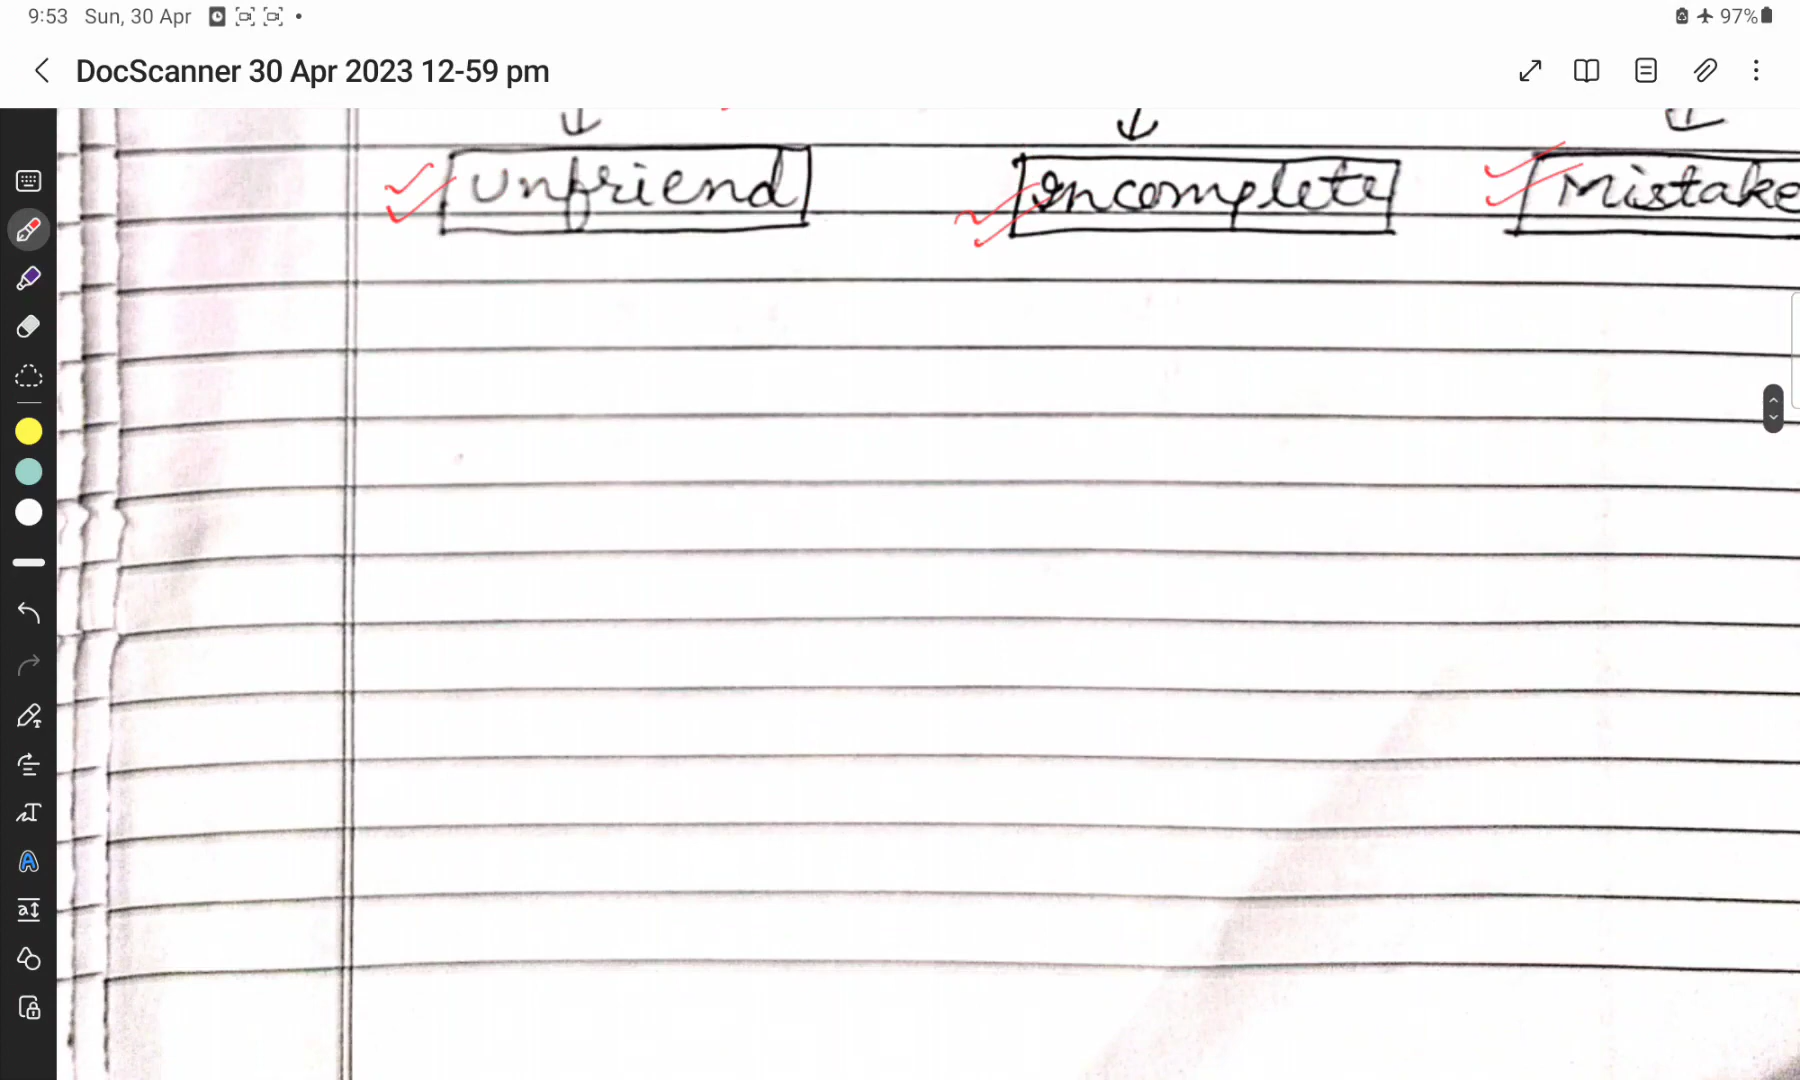 9:53 Sun, 30 Apr 97%
DocScanner 30 Apr 2023 12-59 pm
Unfriend Incomplete Mistake